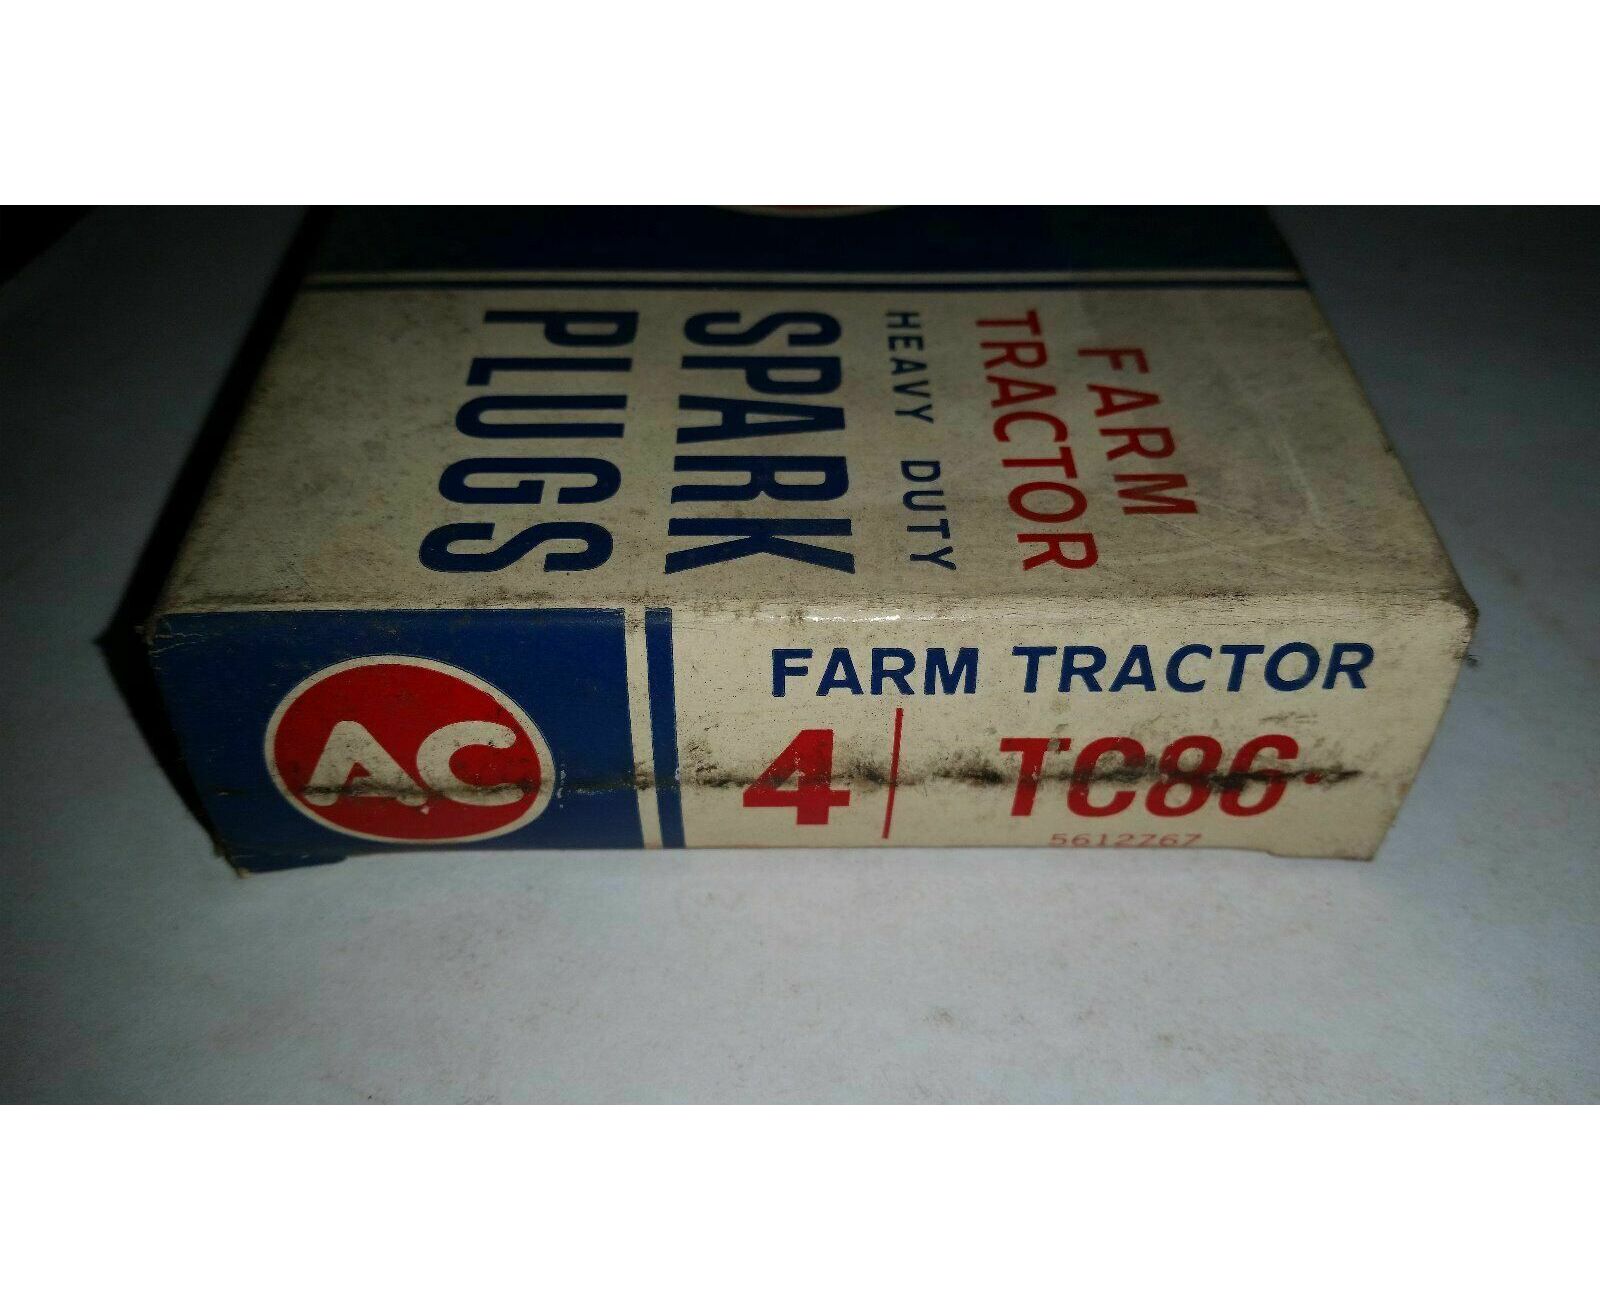 FARM
TRACTOR
HEAVY DUTY
SPARK
PLUGS
AC
FARM TRACTOR
4 TC86
5612767